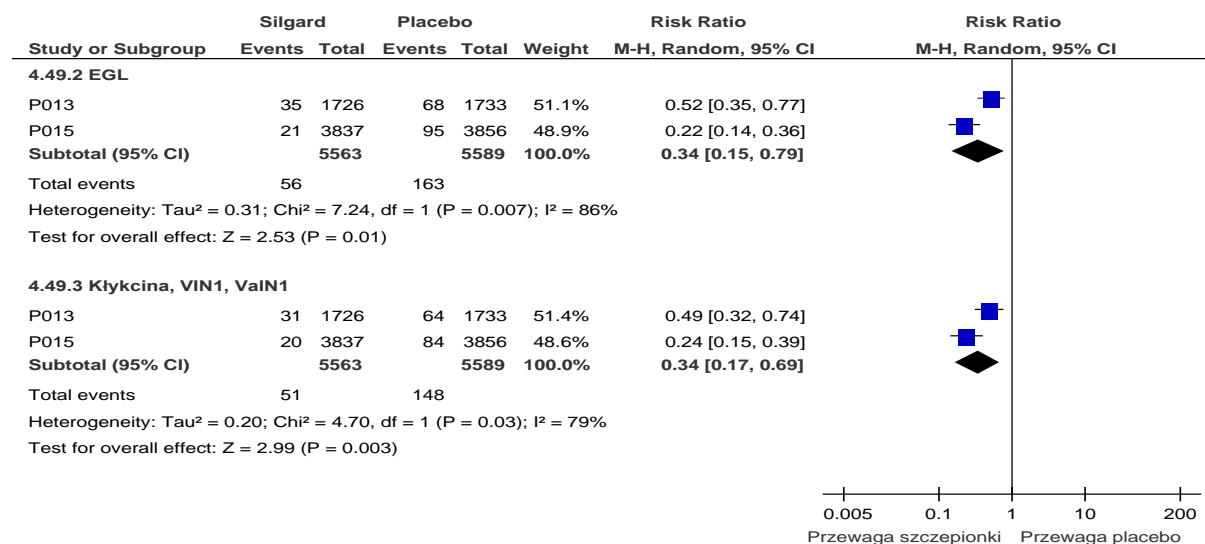 Silgard Placebo Risk Ratio Risk Ratio
Study or Subgroup Events Total Events Total Weight M-H, Random, 95% CI M-H, Random, 95% CI
4.49.2 EGL
P013 35 1726 68 1733 51.1% 0.52 [0.35, 0.77]
P015 21 3837 95 3856 48.9% 0.22 [0.14, 0.36]
Subtotal (95% CI) 5563 5589 100.0% 0.34 [0.15, 0.79]
Total events 56 163
Heterogeneity: Tau² = 0.31; Chi² = 7.24, df = 1 (P = 0.007); I² = 86%
Test for overall effect: Z = 2.53 (P = 0.01)
4.49.3 Kłykcina, VIN1, VaIN1
P013 31 1726 64 1733 51.4% 0.49 [0.32, 0.74]
P015 20 3837 84 3856 48.6% 0.24 [0.15, 0.39]
Subtotal (95% CI) 5563 5589 100.0% 0.34 [0.17, 0.69]
Total events 51 148
Heterogeneity: Tau² = 0.20; Chi² = 4.70, df = 1 (P = 0.03); I² = 79%
Test for overall effect: Z = 2.99 (P = 0.003)
0.005 0.1 1 10 200
Przewaga szczepionki Przewaga placebo